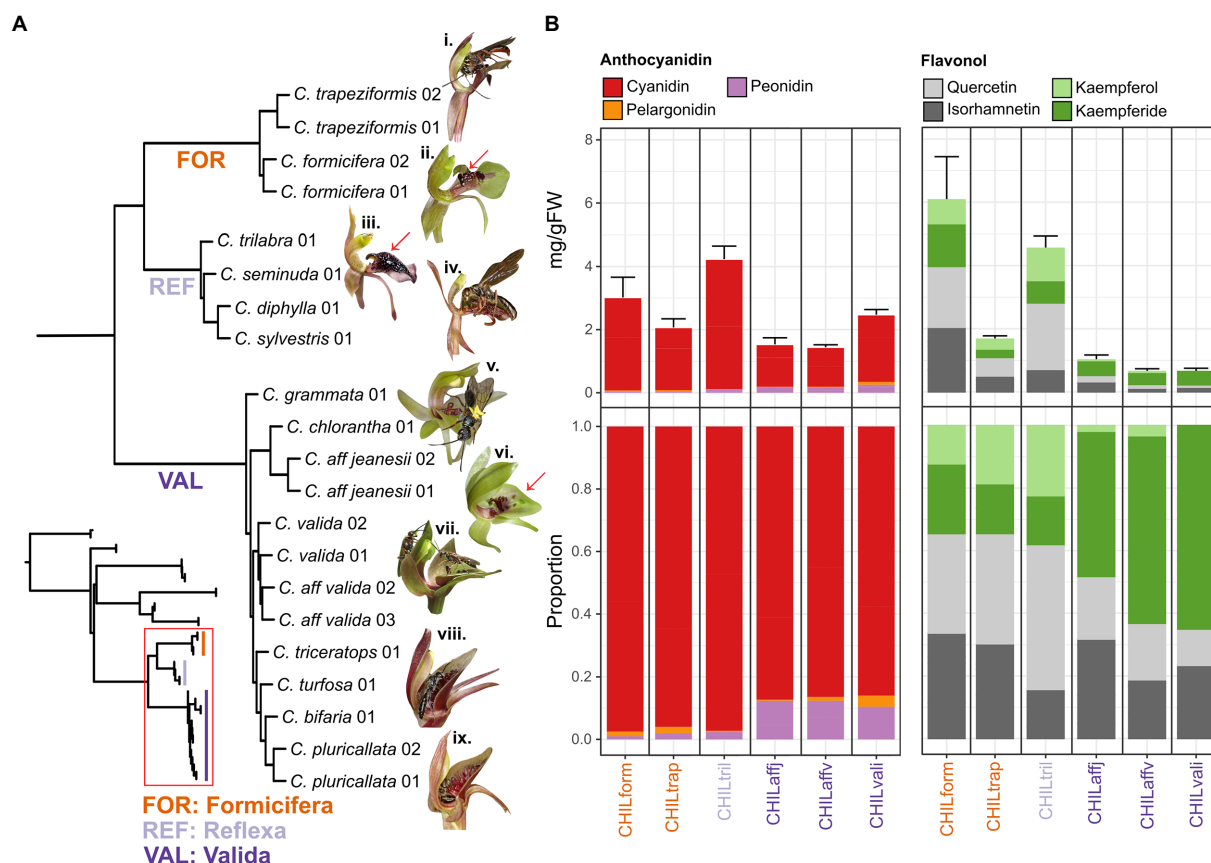 A
i.
C. trapeziformis 02
C. trapeziformis 01
FOR
ii.
C. formicifera 02
C. formicifera 01
iii.
C. trilabra 01
iv.
REF
C. seminuda 01
C. diphylla 01
C. sylvestris 01
v.
C. grammata 01
C. chlorantha 01
vi.
VAL
C. aff jeanesii 02
C. aff jeanesii 01
C. valida 02
vii.
C. valida 01
C. aff valida 02
C. aff valida 03
viii.
C. triceratops 01
C. turfosa 01
C. bifaria 01
ix.
C. pluricallata 02
C. pluricallata 01
FOR: Formicifera
REF: Reflexa
VAL: Valida
B
Anthocyanidin
Cyanidin
Peonidin
Pelargonidin
Flavonol
Quercetin
Kaempferol
Isorhamnetin
Kaempferide
mg/gFW
8
6
4
2
0
Proportion
1.0
0.8
0.6
0.4
0.2
0.0
CHILform
CHILtrap
CHILtril
CHILaffj
CHILaffv
CHILvali
CHILform
CHILtrap
CHILtril
CHILaffj
CHILaffv
CHILvali